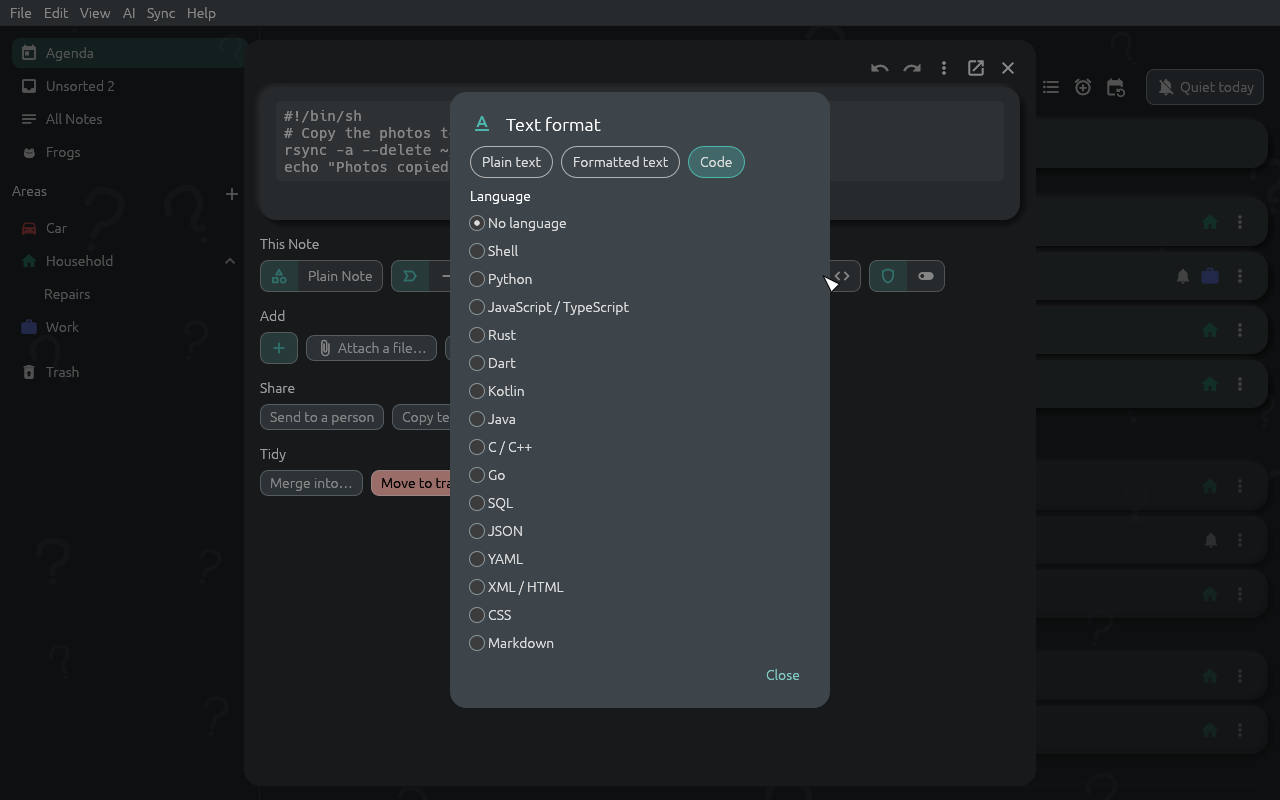 File Edit View AI Sync Help
Agenda
Unsorted 2
All Notes
Frogs
Areas
Car
Household
Repairs
Work
Trash
Quiet today
#!/bin/sh
# Copy the photos
rsync -a --delete
echo "Photos copied
This Note
Plain Note
Add
Attach a file...
Share
Send to a person
Copy
Tidy
Merge into...
Move to
Text format
Plain text
Formatted text
Code
Language
No language
Shell
Python
JavaScript / TypeScript
Rust
Dart
Kotlin
Java
C / C++
Go
SQL
JSON
YAML
XML / HTML
CSS
Markdown
Close